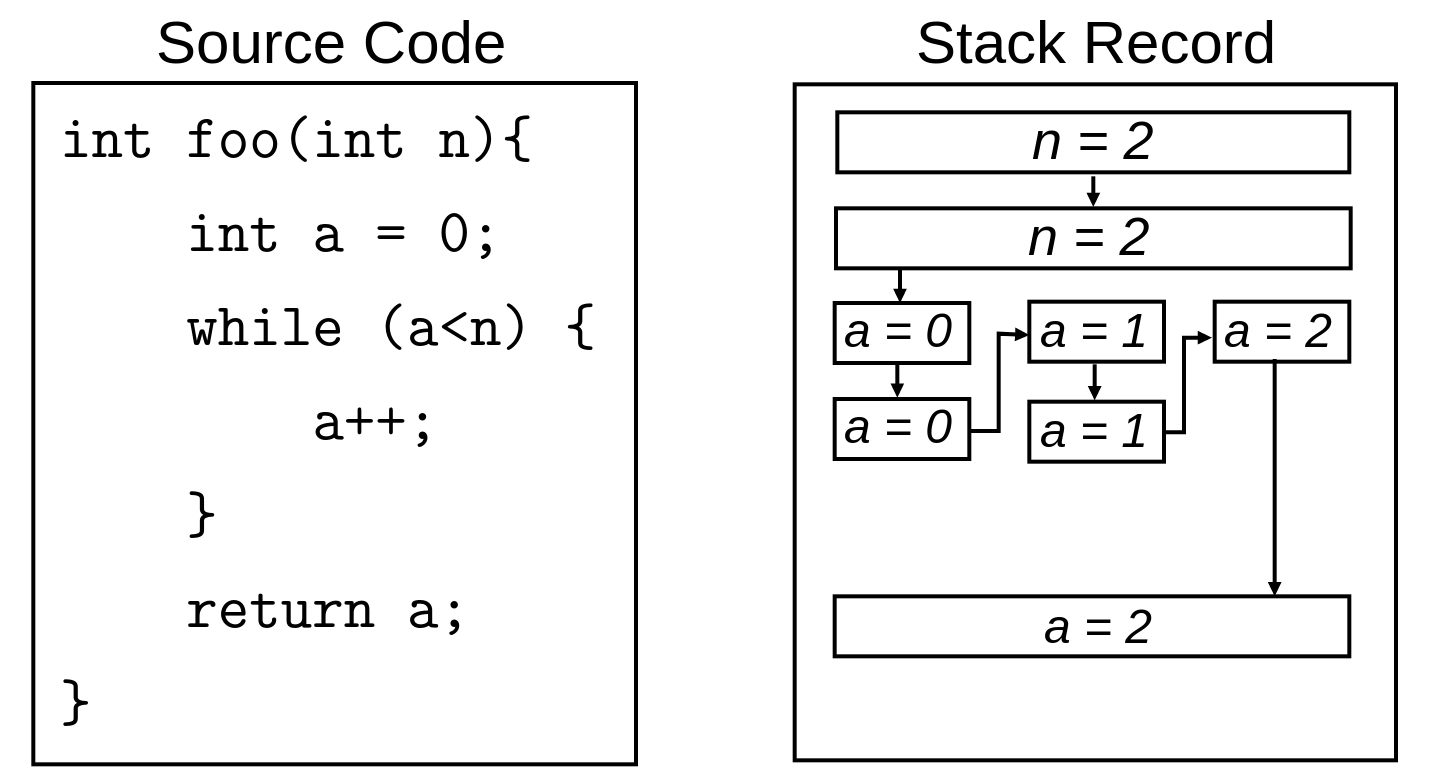 Source Code
int foo(int n){
int a = 0;
while (a<n) {
a++;
}
return a;
}
Stack Record
n = 2
n = 2
a = 0 a = 1 a = 2
a = 0 a = 1
a = 2